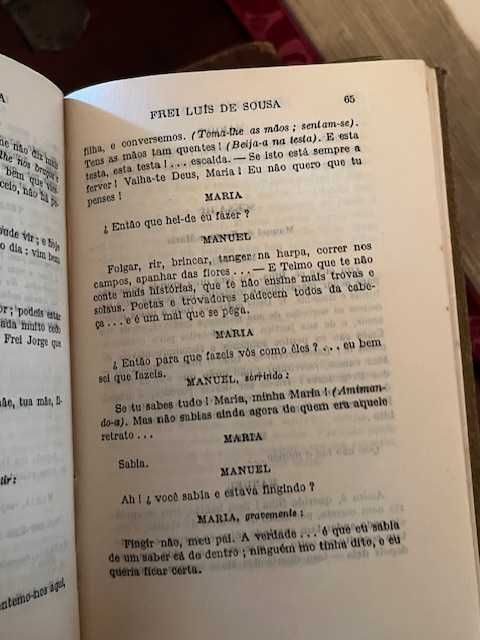 FREI LUÍS DE SOUSA 65
filha, e conversemos. (Toma-lhe as mãos; sentam-se).
Tens as mãos tam quentes! (Beija-a na testa). E esta
testa, esta testa!... escalda. — Se isto está sempre a
ferver! Valha-te Deus, Maria! Eu não quero que tu
penses!
MARIA
¿ Então que hei-de eu fazer?
MANUEL
Folgar, rir, brincar, tanger na harpa, correr nos
campos, apanhar das flores... — E Telmo que te não
conte mais histórias, que te não ensine mais trovas e
solaus. Poetas e trovadores padecem todos da cabe-
ça... e é um mal que se péga.
MARIA
¿ Então para que fazeis vós como êles?... eu bem
sei que fazeis.
MANUEL, sorrindo:
Se tu sabes tudo! Maria, minha Maria! (Amiman-
do-a). Mas não sabias ainda agora de quem era aquele
retrato...
MARIA
Sabia.
MANUEL
Ah! ¿ você sabia e estava fingindo?
MARIA, gravemente:
Fingir não, meu pai. A verdade... é que eu sabia
de um saber cá de dentro; ninguém mo tinha dito, e eu
queria ficar certa.